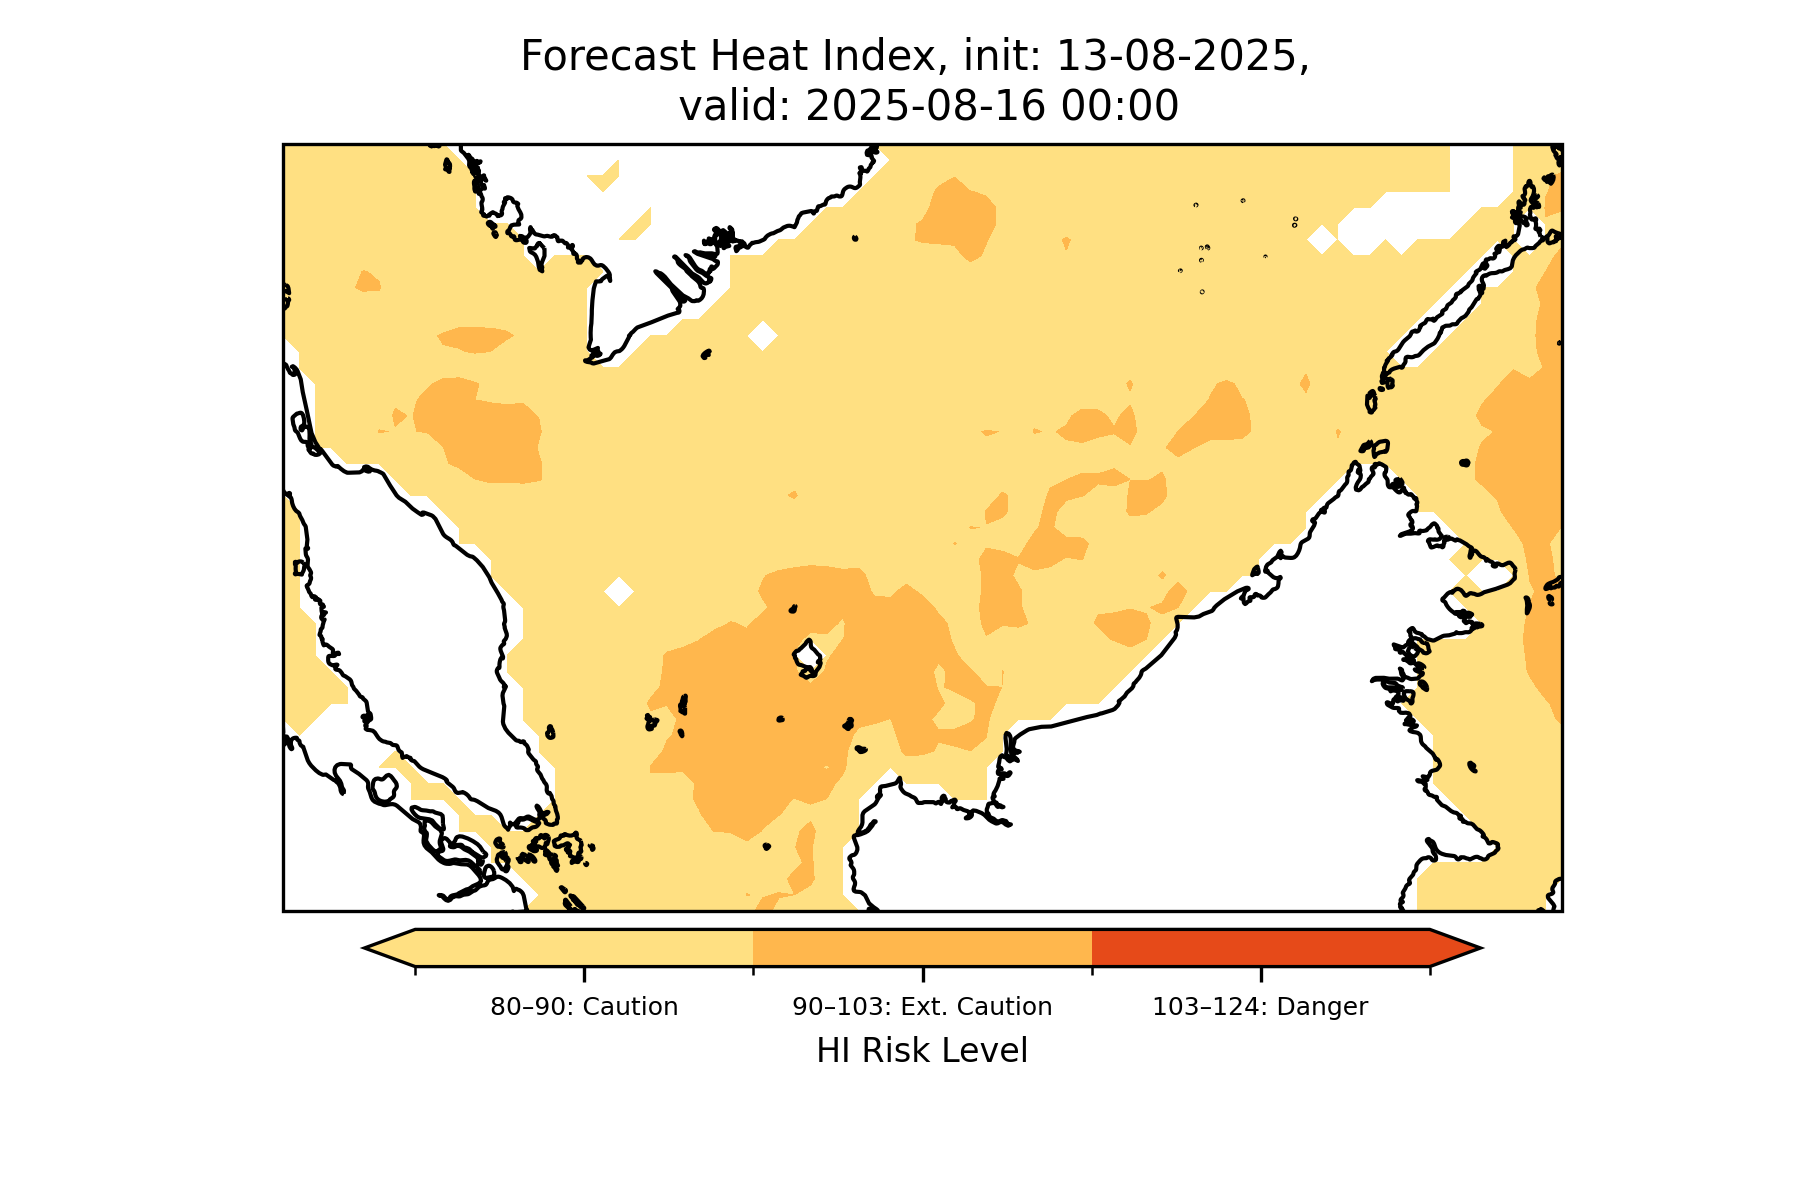 Forecast Heat Index, init: 13-08-2025,
valid: 2025-08-16 00:00
80–90: Caution
90–103: Ext. Caution
103–124: Danger
HI Risk Level